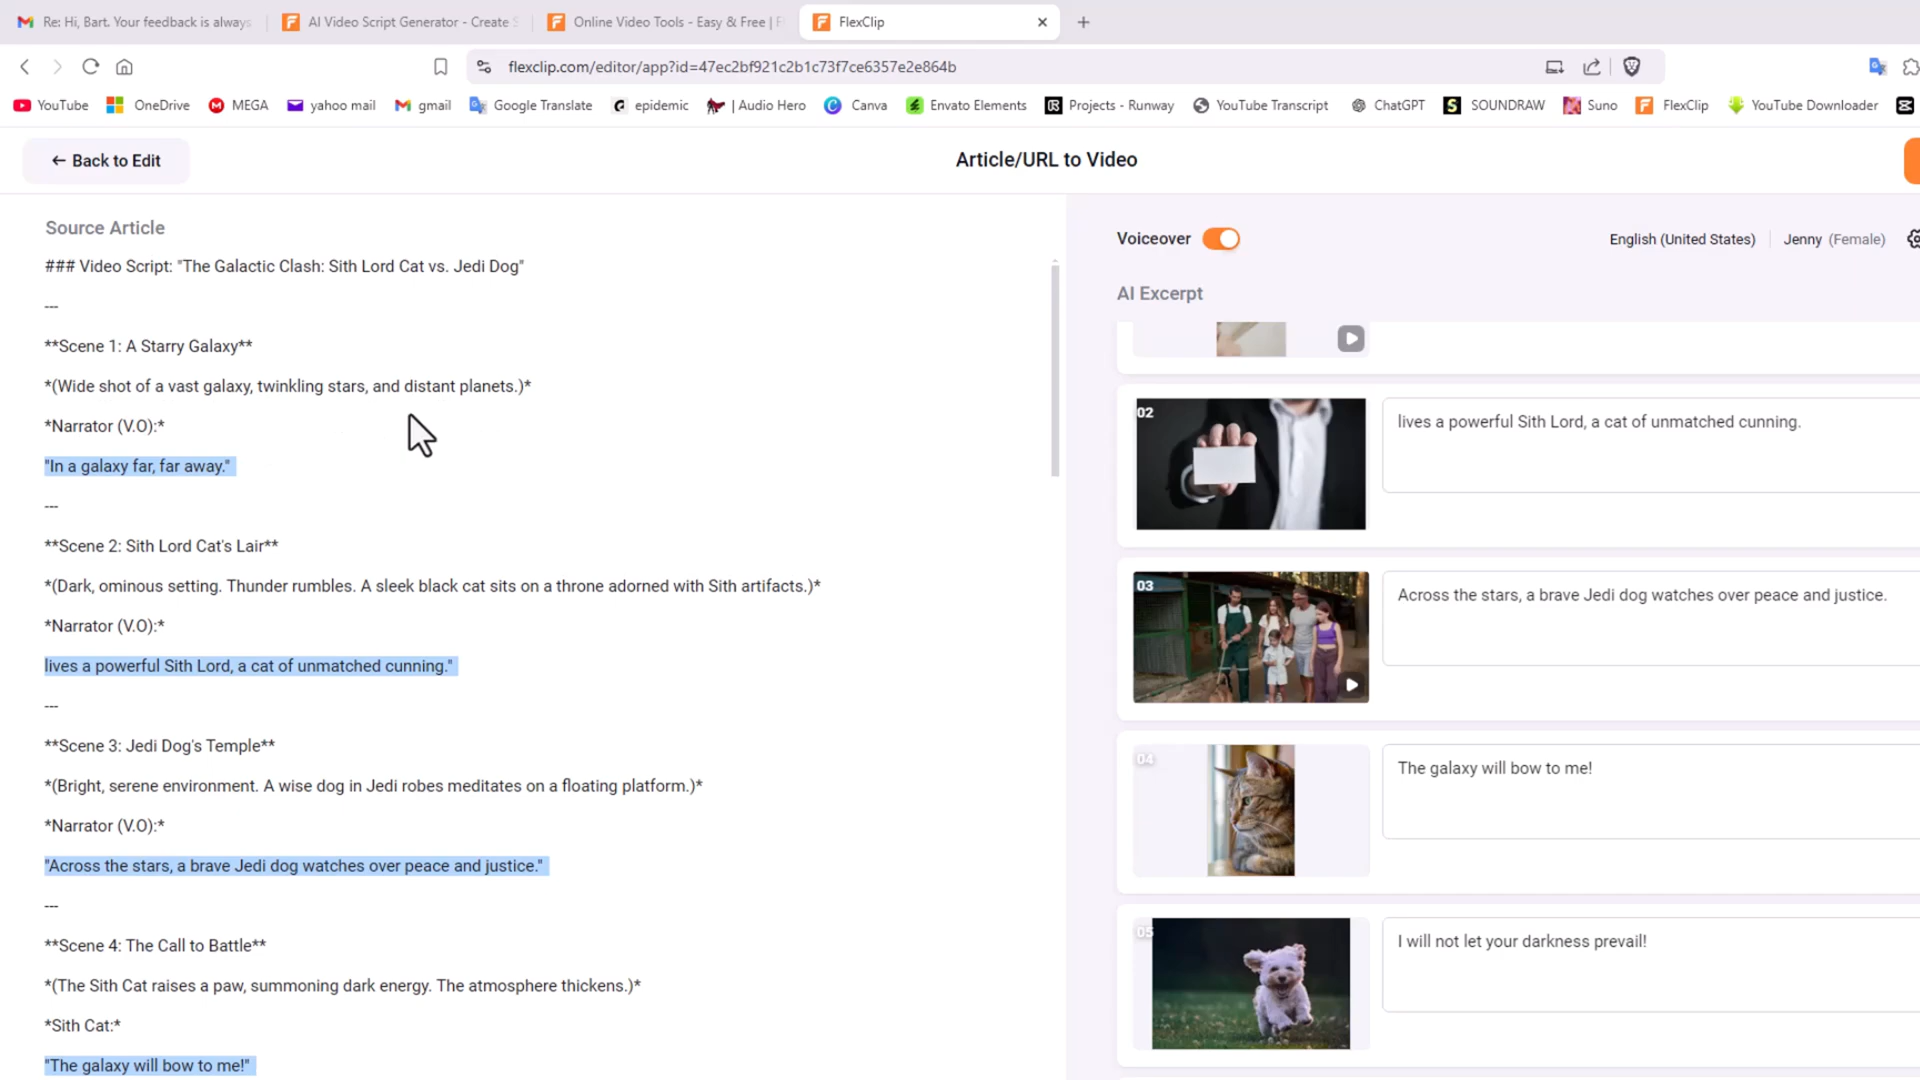 Re: Hi, Bart. Your feedback is always
AI Video Script Generator - Create S
Online Video Tools - Easy & Free | F
FlexClip
flexclip.com/editor/app?id=47ec2bf921c2b1c73f7ce6357e2e864b
YouTube
OneDrive
MEGA
yahoo mail
gmail
Google Translate
epidemic
| Audio Hero
Canva
Envato Elements
Projects - Runway
YouTube Transcript
ChatGPT
SOUNDRAW
Suno
FlexClip
YouTube Downloader
← Back to Edit
Article/URL to Video
Source Article
### Video Script: "The Galactic Clash: Sith Lord Cat vs. Jedi Dog"
---
**Scene 1: A Starry Galaxy**
*(Wide shot of a vast galaxy, twinkling stars, and distant planets.)*
*Narrator (V.O):*
"In a galaxy far, far away."
---
**Scene 2: Sith Lord Cat's Lair**
*(Dark, ominous setting. Thunder rumbles. A sleek black cat sits on a throne adorned with Sith artifacts.)*
*Narrator (V.O):*
lives a powerful Sith Lord, a cat of unmatched cunning."
---
**Scene 3: Jedi Dog's Temple**
*(Bright, serene environment. A wise dog in Jedi robes meditates on a floating platform.)*
*Narrator (V.O):*
"Across the stars, a brave Jedi dog watches over peace and justice."
---
**Scene 4: The Call to Battle**
*(The Sith Cat raises a paw, summoning dark energy. The atmosphere thickens.)*
*Sith Cat:*
"The galaxy will bow to me!"
Voiceover
English (United States)
Jenny (Female)
AI Excerpt
02
lives a powerful Sith Lord, a cat of unmatched cunning.
03
Across the stars, a brave Jedi dog watches over peace and justice.
04
The galaxy will bow to me!
05
I will not let your darkness prevail!